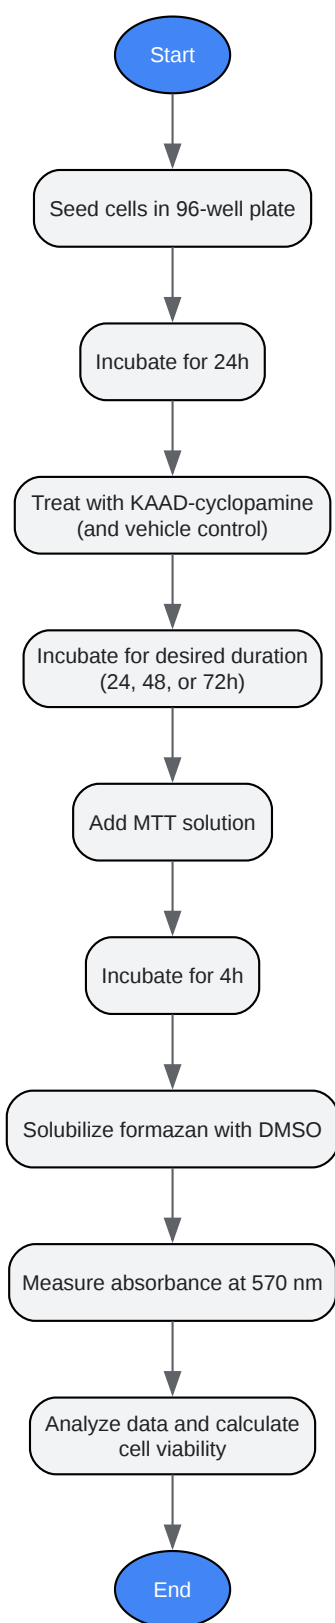 Start
Seed cells in 96-well plate
Incubate for 24h
Treat with KAAD-cyclopamine
(and vehicle control)
Incubate for desired duration
(24, 48, or 72h)
Add MTT solution
Incubate for 4h
Solubilize formazan with DMSO
Measure absorbance at 570 nm
Analyze data and calculate
cell viability
End